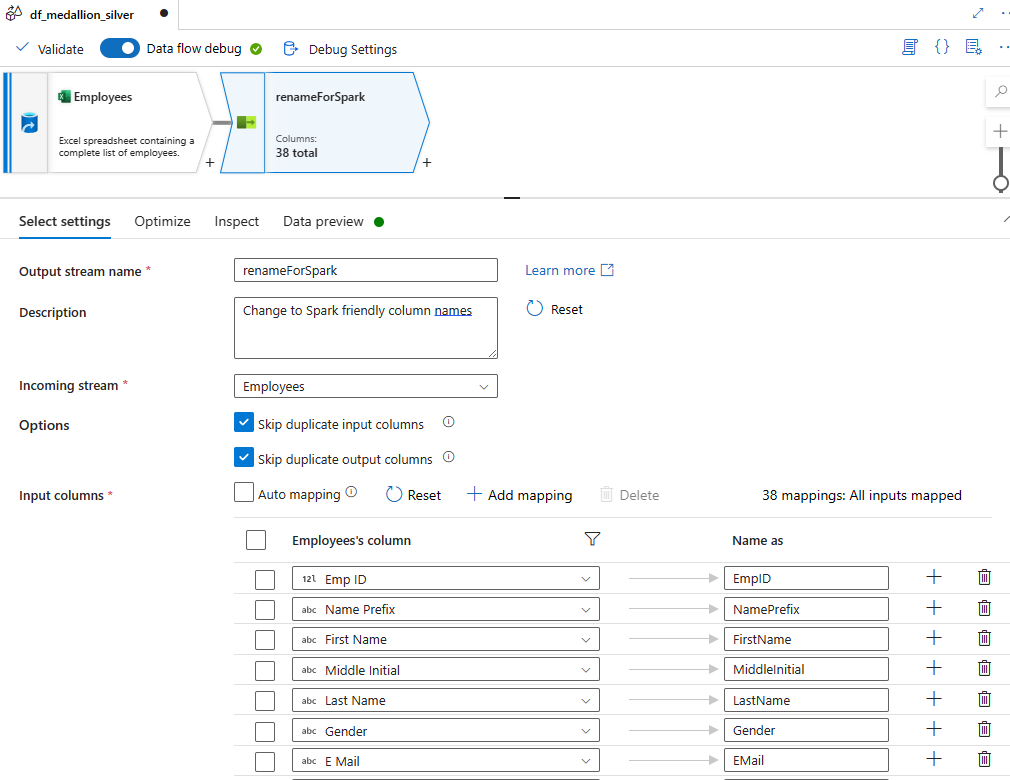 df_medallion_silver
Validate Data flow debug Debug Settings
Employees
Excel spreadsheet containing a
complete list of employees.
+
renameForSpark
Columns:
38 total
+
Select settings Optimize Inspect Data preview
Output stream name * renameForSpark Learn more
Description Change to Spark friendly column names Reset
Incoming stream * Employees
Options Skip duplicate input columns
Skip duplicate output columns
Input columns * Auto mapping Reset Add mapping Delete 38 mappings: All inputs mapped
Employees's column Name as
12l Emp ID EmpID
abc Name Prefix NamePrefix
abc First Name FirstName
abc Middle Initial MiddleInitial
abc Last Name LastName
abc Gender Gender
abc E Mail EMail